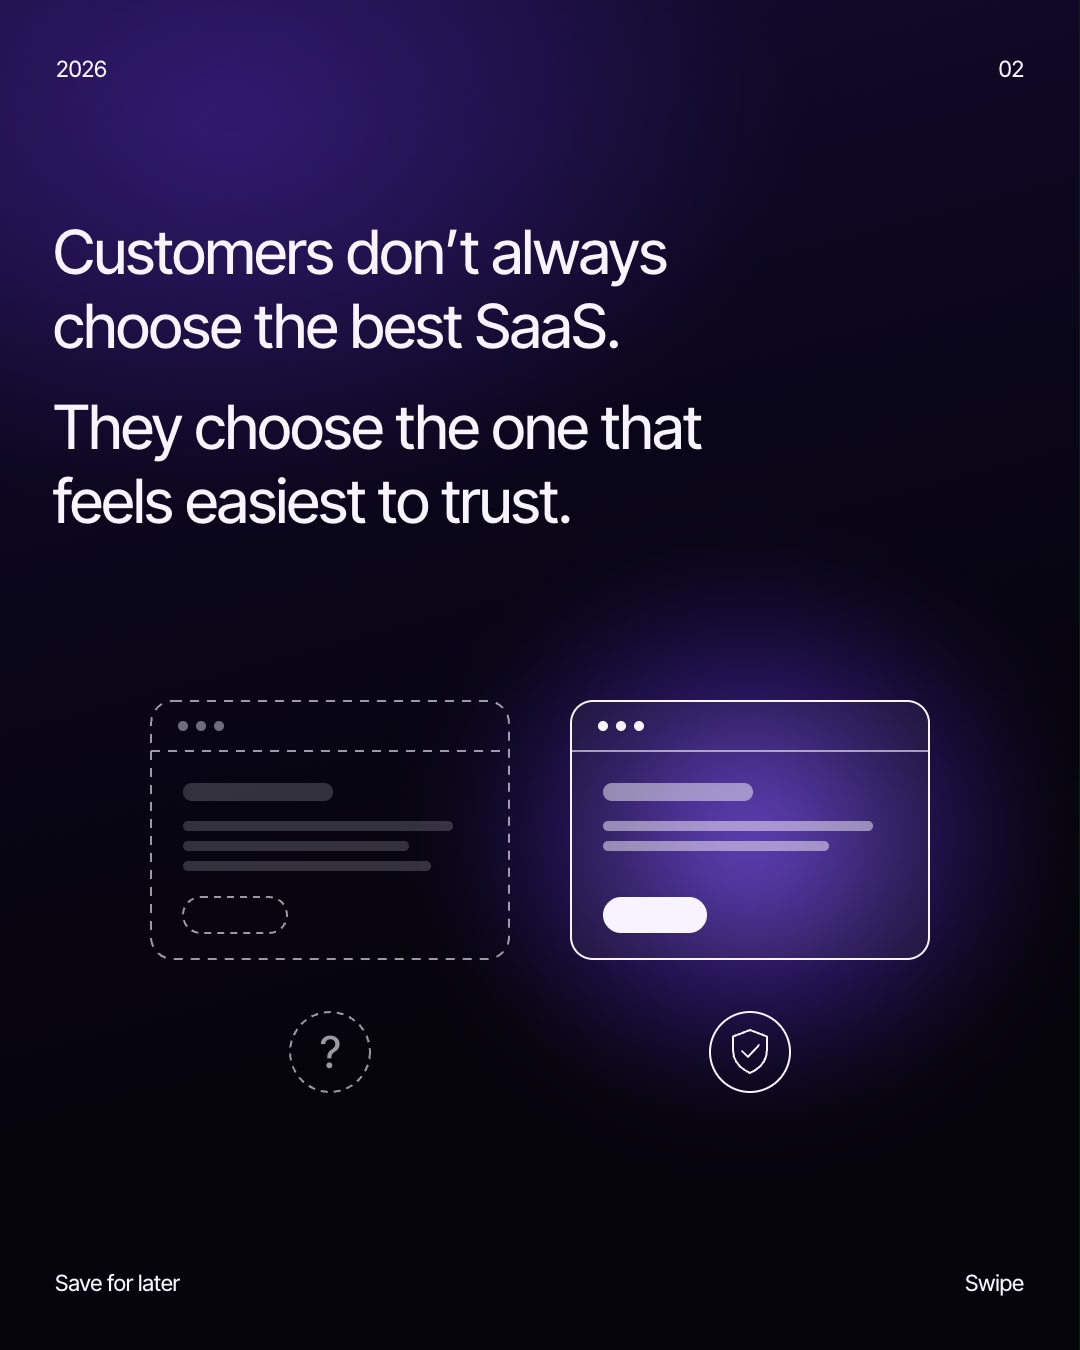 2026
02
Customers don’t always
choose the best SaaS.
They choose the one that
feels easiest to trust.
?
Save for later
Swipe